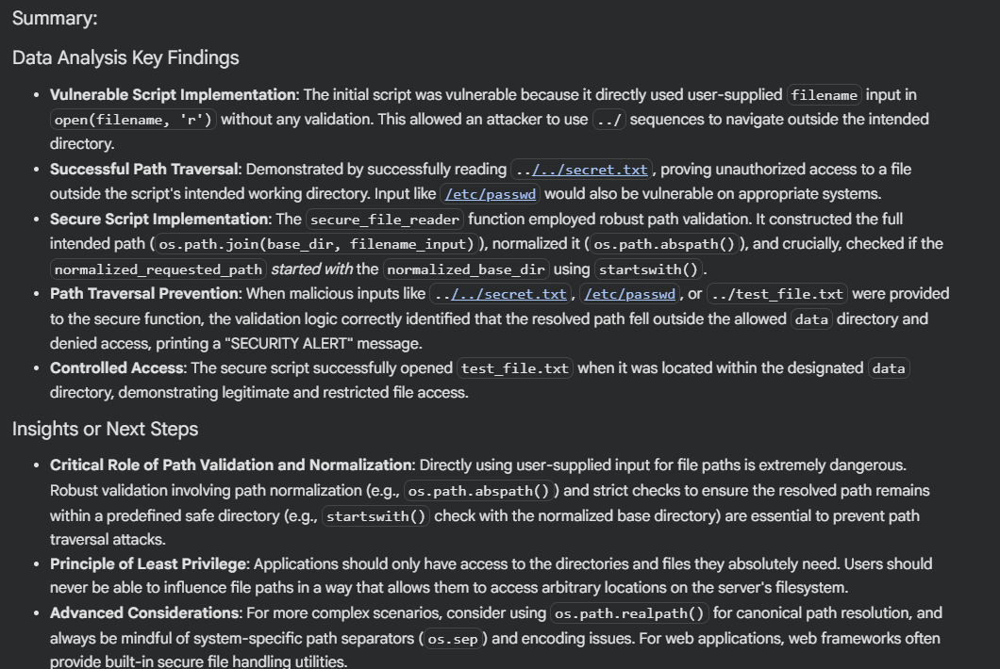 Summary:
Data Analysis Key Findings
• Vulnerable Script Implementation: The initial script was vulnerable because it directly used user-supplied filename input in
open(filename, 'r') without any validation. This allowed an attacker to use ../ sequences to navigate outside the intended
directory.
• Successful Path Traversal: Demonstrated by successfully reading ../../secret.txt, proving unauthorized access to a file
outside the script's intended working directory. Input like /etc/passwd would also be vulnerable on appropriate systems.
• Secure Script Implementation: The secure_file_reader function employed robust path validation. It constructed the full
intended path (os.path.join(base_dir, filename_input)), normalized it (os.path.abspath()), and crucially, checked if the
normalized_requested_path started with the normalized_base_dir using startswith().
• Path Traversal Prevention: When malicious inputs like ../../secret.txt, /etc/passwd, or ../test_file.txt were provided
to the secure function, the validation logic correctly identified that the resolved path fell outside the allowed data directory and
denied access, printing a "SECURITY ALERT" message.
• Controlled Access: The secure script successfully opened test_file.txt when it was located within the designated data
directory, demonstrating legitimate and restricted file access.
Insights or Next Steps
• Critical Role of Path Validation and Normalization: Directly using user-supplied input for file paths is extremely dangerous.
Robust validation involving path normalization (e.g., os.path.abspath()) and strict checks to ensure the resolved path remains
within a predefined safe directory (e.g., startswith() check with the normalized base directory) are essential to prevent path
traversal attacks.
• Principle of Least Privilege: Applications should only have access to the directories and files they absolutely need. Users should
never be able to influence file paths in a way that allows them to access arbitrary locations on the server's filesystem.
• Advanced Considerations: For more complex scenarios, consider using os.path.realpath() for canonical path resolution, and
always be mindful of system-specific path separators (os.sep) and encoding issues. For web applications, web frameworks often
provide built-in secure file handling utilities.